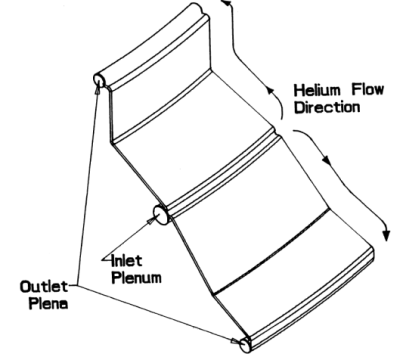 Helium Flow
Direction
Inlet
Plenum
Outlet
Plena